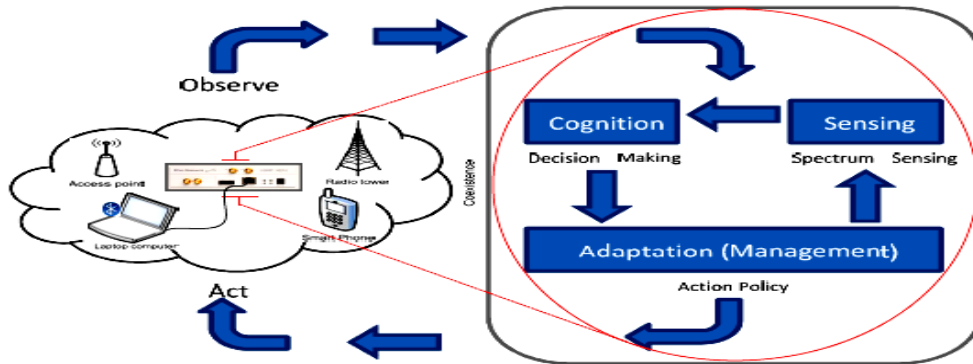 Observe
Access point
Radio tower
Laptop computer
Smart Phone
Act
Coexistence
Cognition
Sensing
Decision Making
Spectrum Sensing
Adaptation (Management)
Action Policy